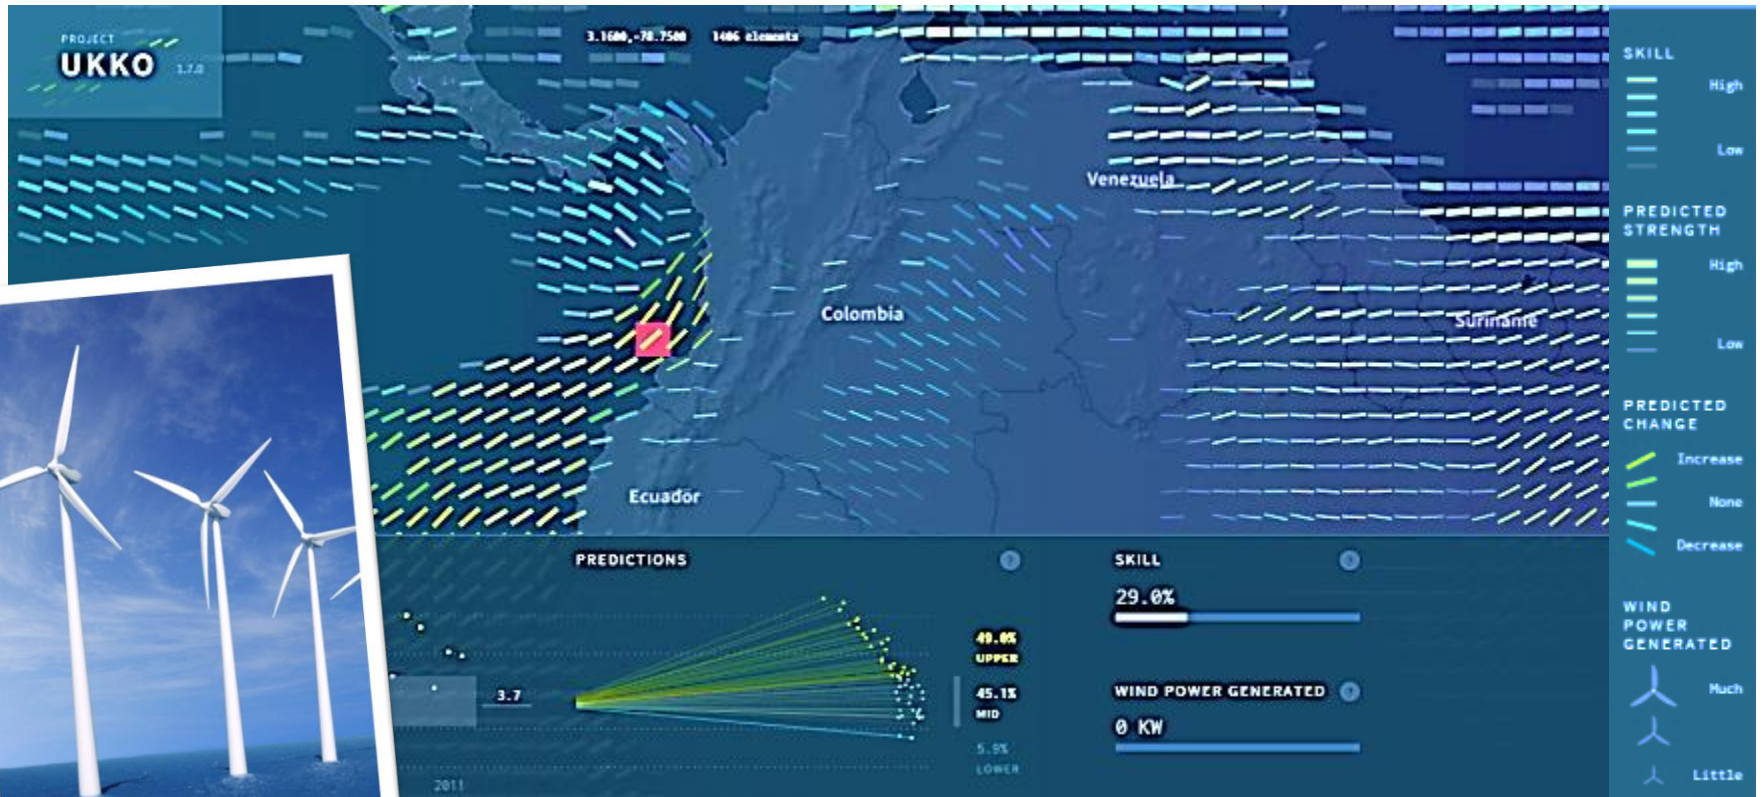 PROJECT
UKKO 1.7.0
3.1600,-78.7500 1406 elements
Venezuela
Colombia
Suriname
Ecuador
SKILL
High
Low
PREDICTED
STRENGTH
High
Low
PREDICTED
CHANGE
Increase
None
Decrease
WIND
POWER
GENERATED
Much
Little
PREDICTIONS
?
3.7
2011
49.0%
UPPER
45.1%
MID
5.9%
LOWER
SKILL
?
29.0%
WIND POWER GENERATED
?
0 KW